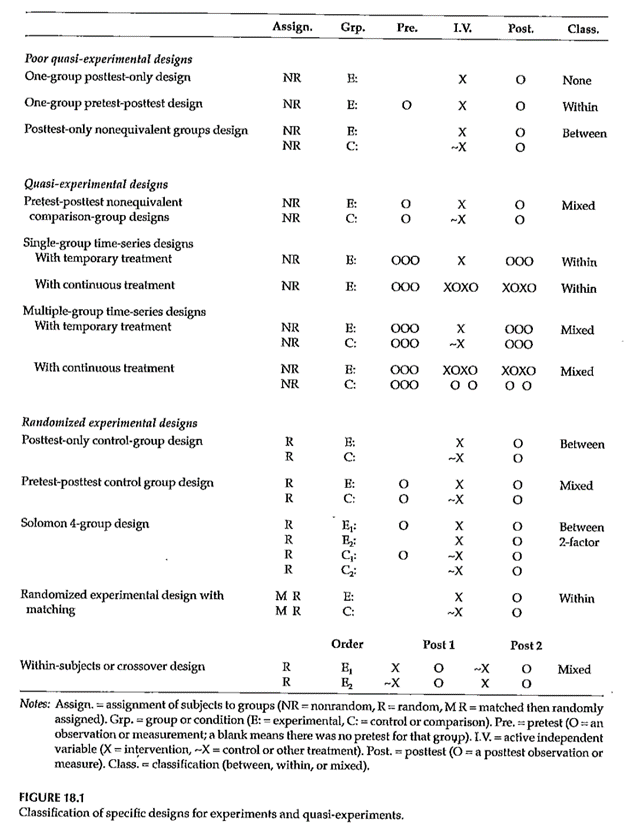 Assign. Grp. Pre. I.V. Post. Class.
Poor quasi-experimental designs
One-group posttest-only design NR E: X O None
One-group pretest-posttest design NR E: O X O Within
Posttest-only nonequivalent groups design NR E: X O Between
NR C: ~X O
Quasi-experimental designs
Pretest-posttest nonequivalent NR E: O X O Mixed
comparison-group designs NR C: O ~X O
Single-group time-series designs
With temporary treatment NR E: OOO X OOO Within
With continuous treatment NR E: OOO XOXO XOXO Within
Multiple-group time-series designs
With temporary treatment NR E: OOO X OOO Mixed
NR C: OOO ~X OOO
With continuous treatment NR E: OOO XOXO XOXO Mixed
NR C: OOO O O O O
Randomized experimental designs
Posttest-only control-group design R E: X O Between
R C: ~X O
Pretest-posttest control group design R E: O X O Mixed
R C: O ~X O
Solomon 4-group design R E₁: O X O Between
R E₂: X O 2-factor
R C₁: O ~X O
R C₂: ~X O
Randomized experimental design with M R E: X O Within
matching M R C: ~X O
Order Post 1 Post 2
Within-subjects or crossover design R E₁ X O ~X O Mixed
R E₂ ~X O X O
Notes: Assign. = assignment of subjects to groups (NR = nonrandom, R = random, M R = matched then randomly
assigned). Grp. = group or condition (E: = experimental, C: = control or comparison). Pre. = pretest (O = an
observation or measurement; a blank means there was no pretest for that group). I.V. = active independent
variable (X = intervention, ~X = control or other treatment). Post. = posttest (O = a posttest observation or
measure). Class. = classification (between, within, or mixed).
FIGURE 18.1
Classification of specific designs for experiments and quasi-experiments.